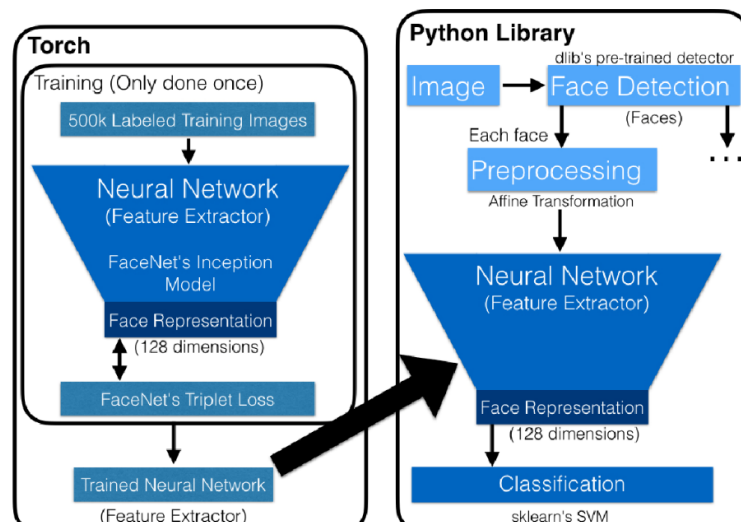 Torch
Training (Only done once)
500k Labeled Training Images
Neural Network
(Feature Extractor)
FaceNet's Inception
Model
Face Representation
(128 dimensions)
FaceNet's Triplet Loss
Trained Neural Network
(Feature Extractor)
Python Library
dlib's pre-trained detector
Image
Face Detection
(Faces)
Each face
...
Preprocessing
Affine Transformation
Neural Network
(Feature Extractor)
Face Representation
(128 dimensions)
Classification
sklearn's SVM